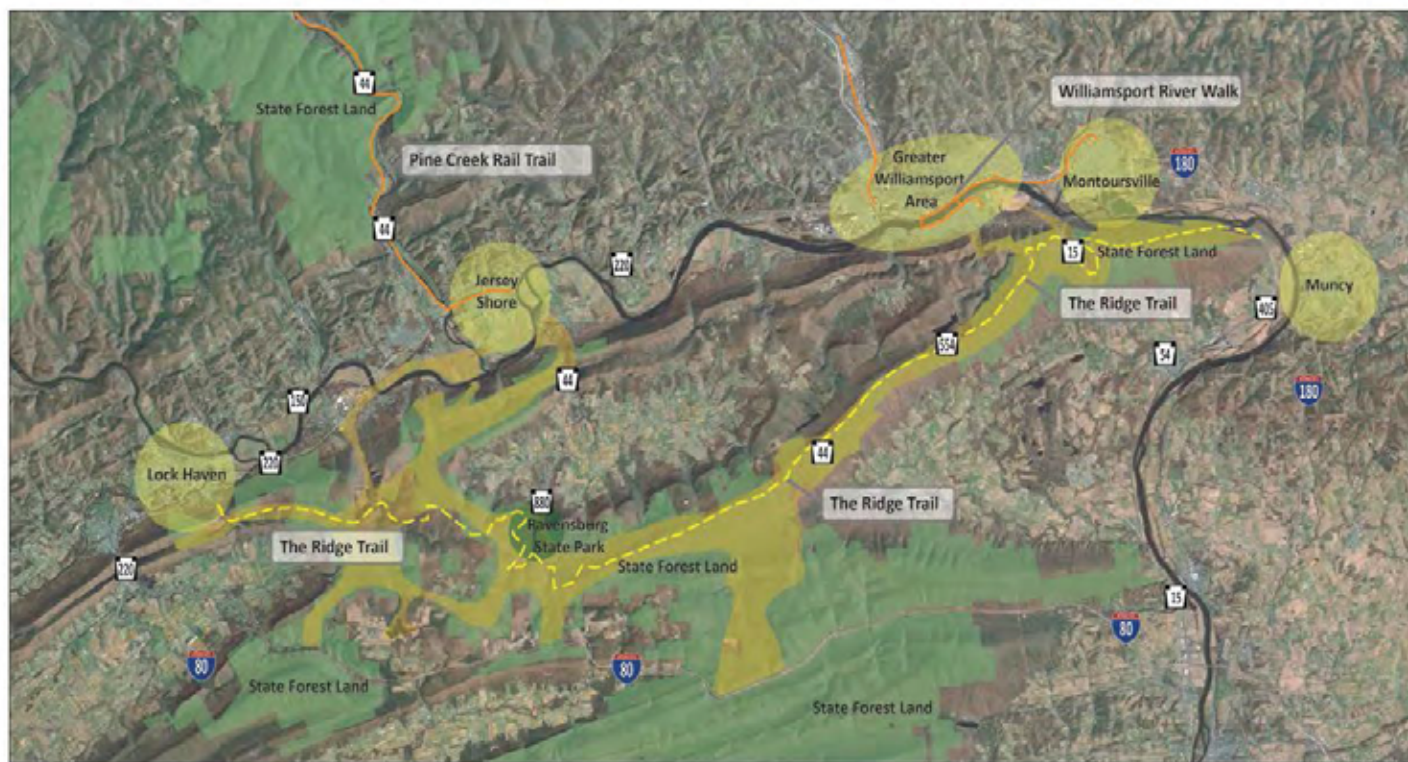 44
State Forest Land
Williamsport River Walk
Pine Creek Rail Trail
Greater
Williamsport
Area
180
Montoursville
44
15
State Forest Land
220
Jersey
Shore
Muncy
The Ridge Trail
405
554
54
44
180
150
Lock Haven
220
44
880
The Ridge Trail
Ravensburg
State Park
The Ridge Trail
State Forest Land
220
15
80
80
80
State Forest Land
State Forest Land